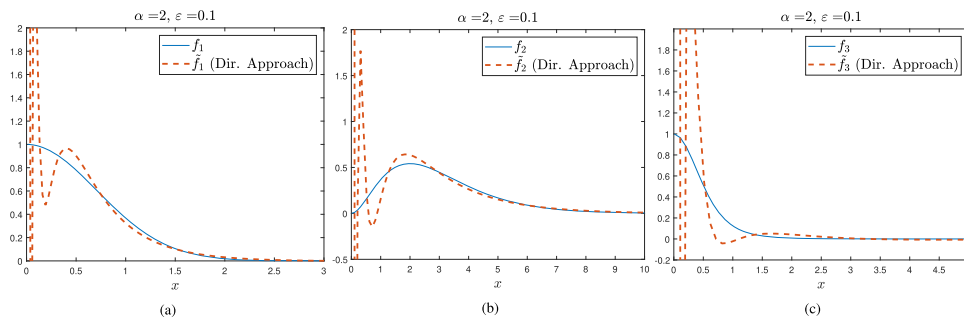 α =2, ε =0.1
f₁
f̃₁ (Dir. Approach)
2
1.8
1.6
1.4
1.2
1
0.8
0.6
0.4
0.2
0
0 0.5 1 1.5 2 2.5 3
x
(a)
α =2, ε =0.1
f₂
f̃₂ (Dir. Approach)
2
1.5
1
0.5
0
-0.5
0 1 2 3 4 5 6 7 8 9 10
x
(b)
α =2, ε =0.1
f₃
f̃₃ (Dir. Approach)
1.8
1.6
1.4
1.2
1
0.8
0.6
0.4
0.2
0
-0.2
0 0.5 1 1.5 2 2.5 3 3.5 4 4.5
x
(c)